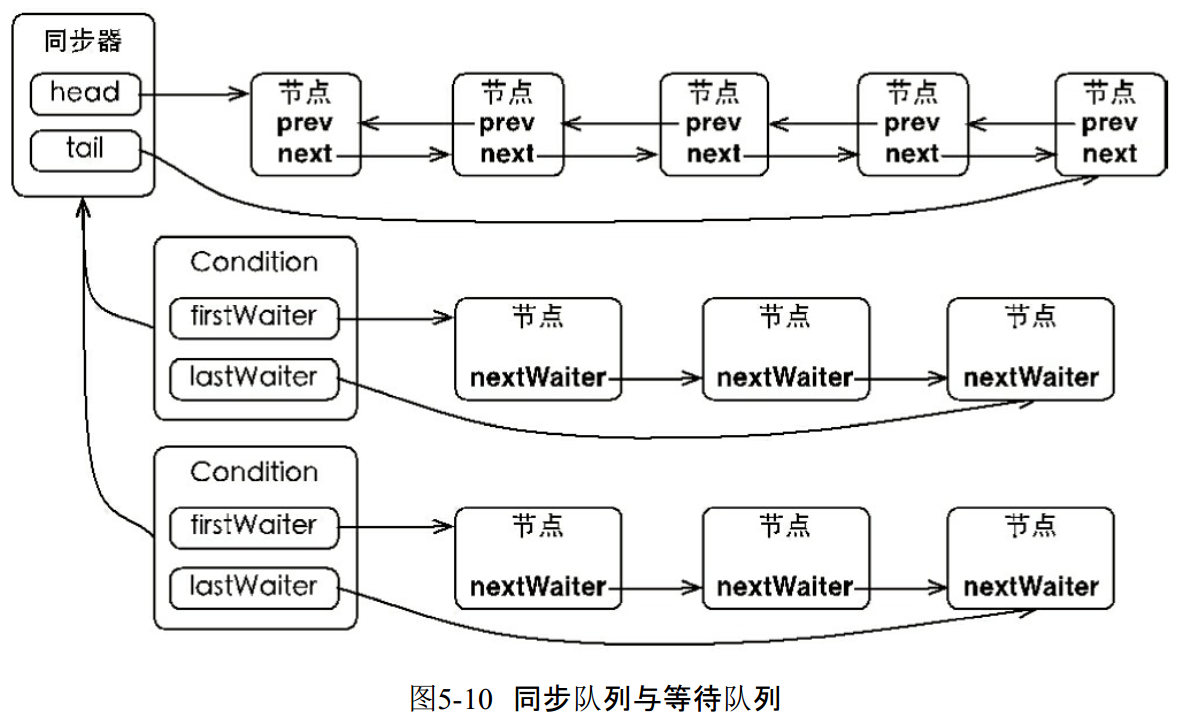 同步器
head
tail
节点 节点 节点 节点 节点
prev prev prev prev prev
next next next next next
Condition
firstWaiter
lastWaiter
节点 节点 节点
nextWaiter nextWaiter nextWaiter
Condition
firstWaiter
lastWaiter
节点 节点 节点
nextWaiter nextWaiter nextWaiter
图5-10 同步队列与等待队列